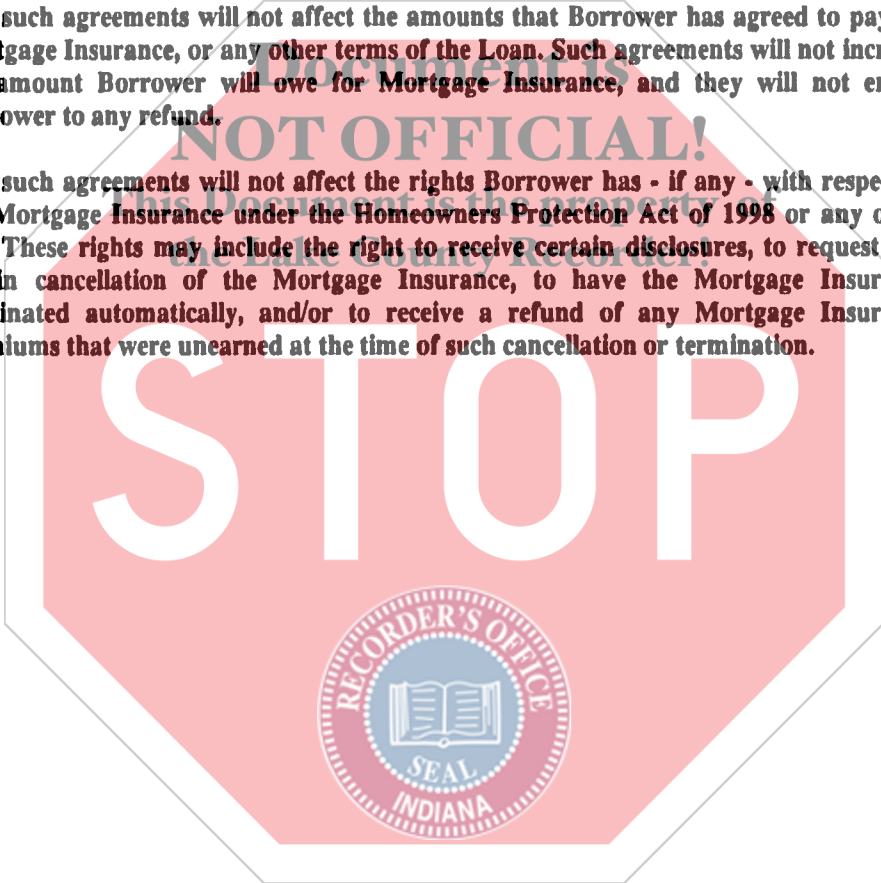 such agreements will not affect the amounts that Borrower has agreed to pay
tgage Insurance, or any other terms of the Loan. Such agreements will not incr
amount Borrower will owe for Mortgage Insurance, and they will not en
ower to any refund.
Document is
NOT OFFICIAL!
such agreements will not affect the rights Borrower has - if any - with respe
Mortgage Insurance under the Homeowners Protection Act of 1998 or any o
This Document is the property of
These rights may include the right to receive certain disclosures, to request
the Lake County Recorder!
in cancellation of the Mortgage Insurance, to have the Mortgage Insur
inated automatically, and/or to receive a refund of any Mortgage Insur
iums that were unearned at the time of such cancellation or termination.
STOP
RECORDER'S OFFICE
SEAL
INDIANA